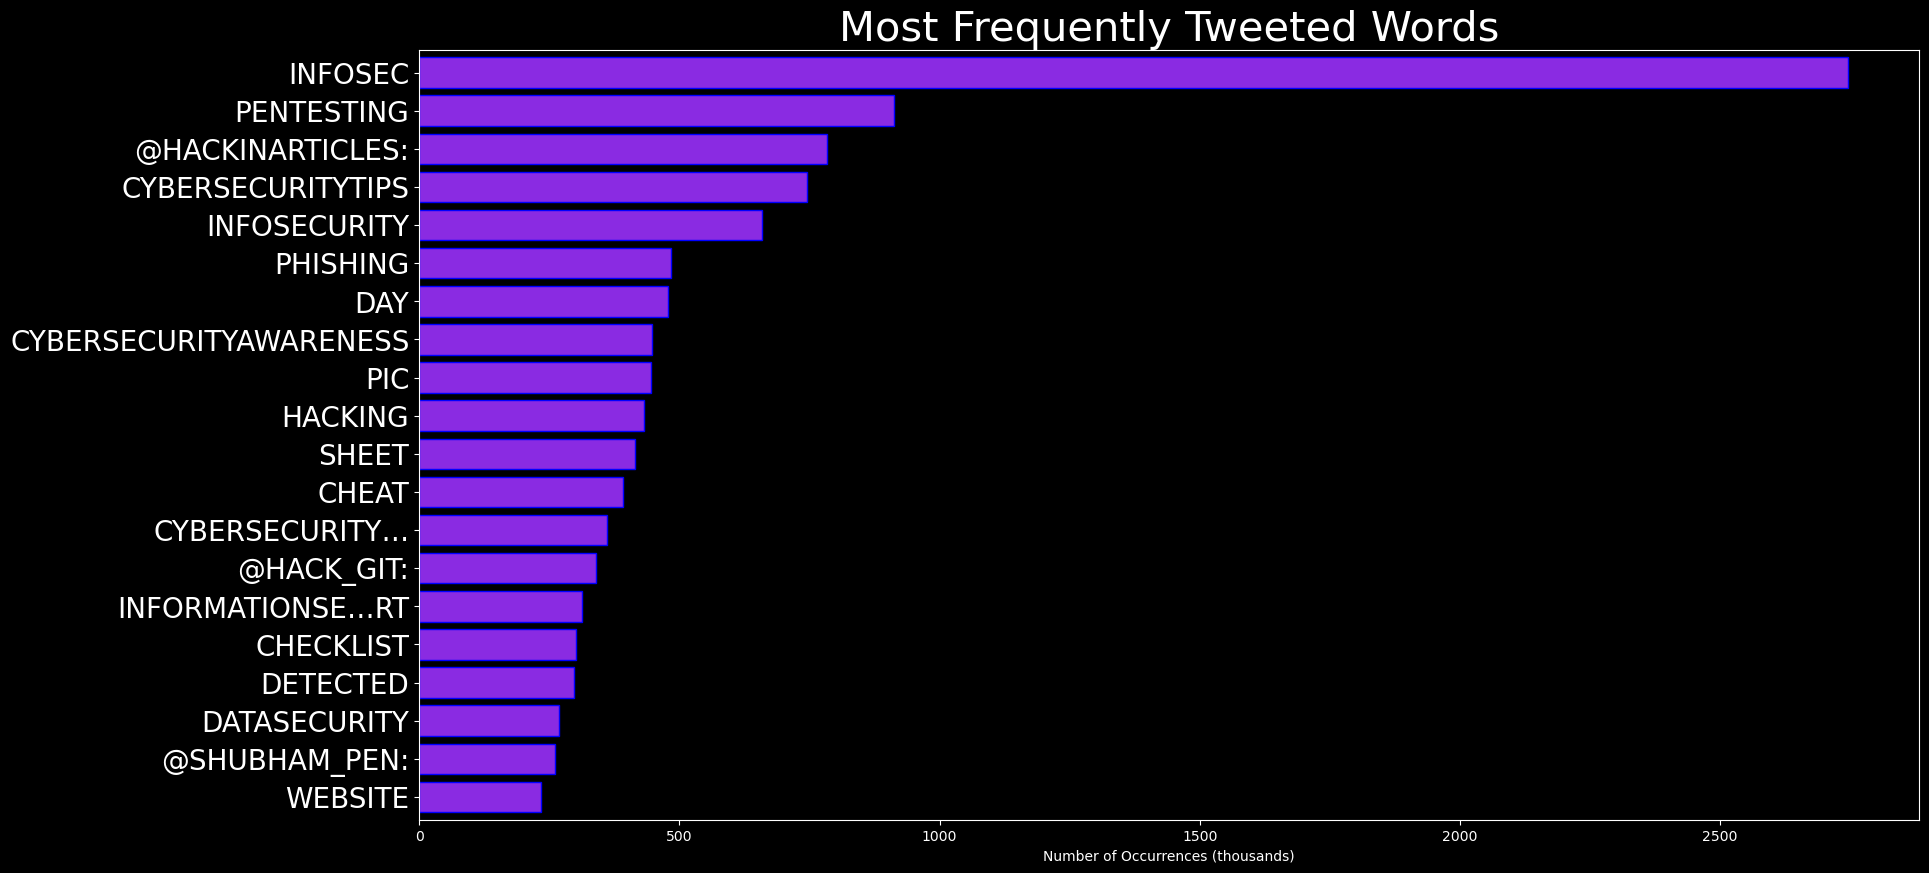 Most Frequently Tweeted Words
INFOSEC
PENTESTING
@HACKINARTICLES:
CYBERSECURITYTIPS
INFOSECURITY
PHISHING
DAY
CYBERSECURITYAWARENESS
PIC
HACKING
SHEET
CHEAT
CYBERSECURITY…
@HACK_GIT:
INFORMATIONSE…RT
CHECKLIST
DETECTED
DATASECURITY
@SHUBHAM_PEN:
WEBSITE
0 500 1000 1500 2000 2500
Number of Occurrences (thousands)